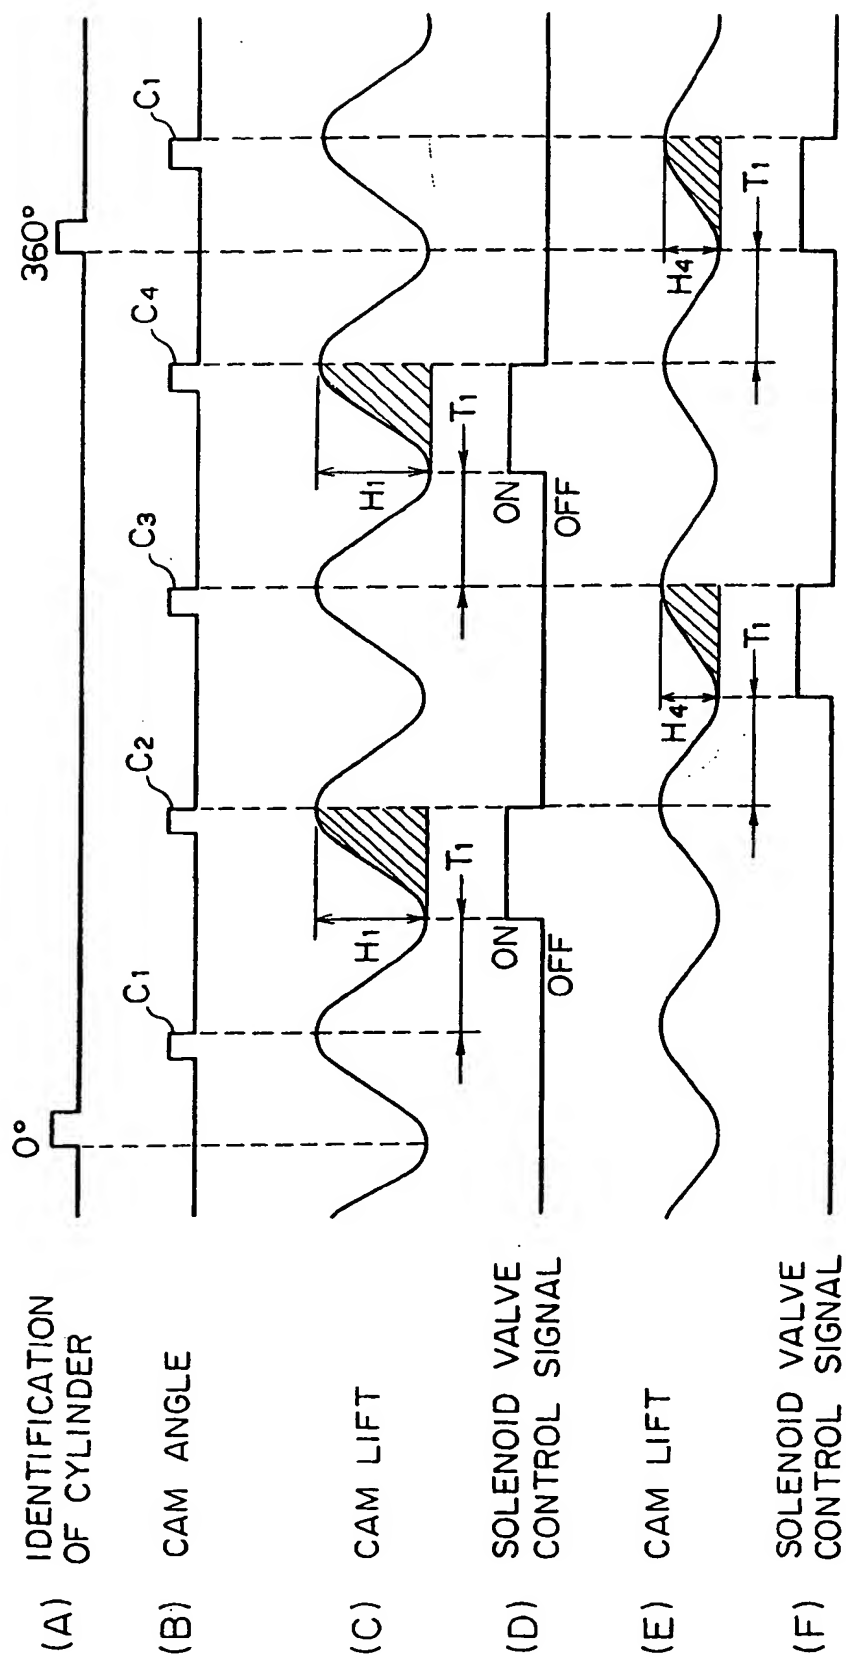 0°
360°
(A) IDENTIFICATION
OF CYLINDER
C1
C2
C3
C4
C1
(B) CAM ANGLE
H1
H1
(C) CAM LIFT
T1
T1
ON
OFF
ON
OFF
(D) SOLENOID VALVE
CONTROL SIGNAL
H4
H4
(E) CAM LIFT
T1
T1
(F) SOLENOID VALVE
CONTROL SIGNAL